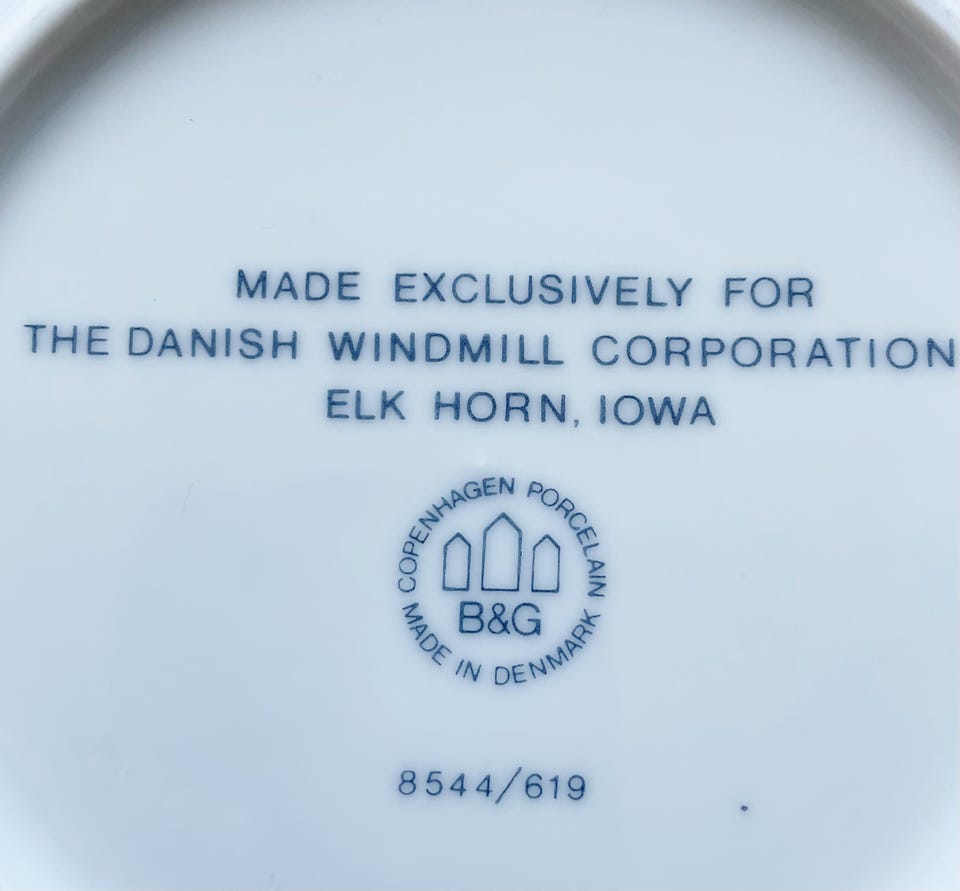 MADE EXCLUSIVELY FOR
THE DANISH WINDMILL CORPORATION
ELK HORN, IOWA
COPENHAGEN PORCELAIN
B&G
MADE IN DENMARK
8544/619